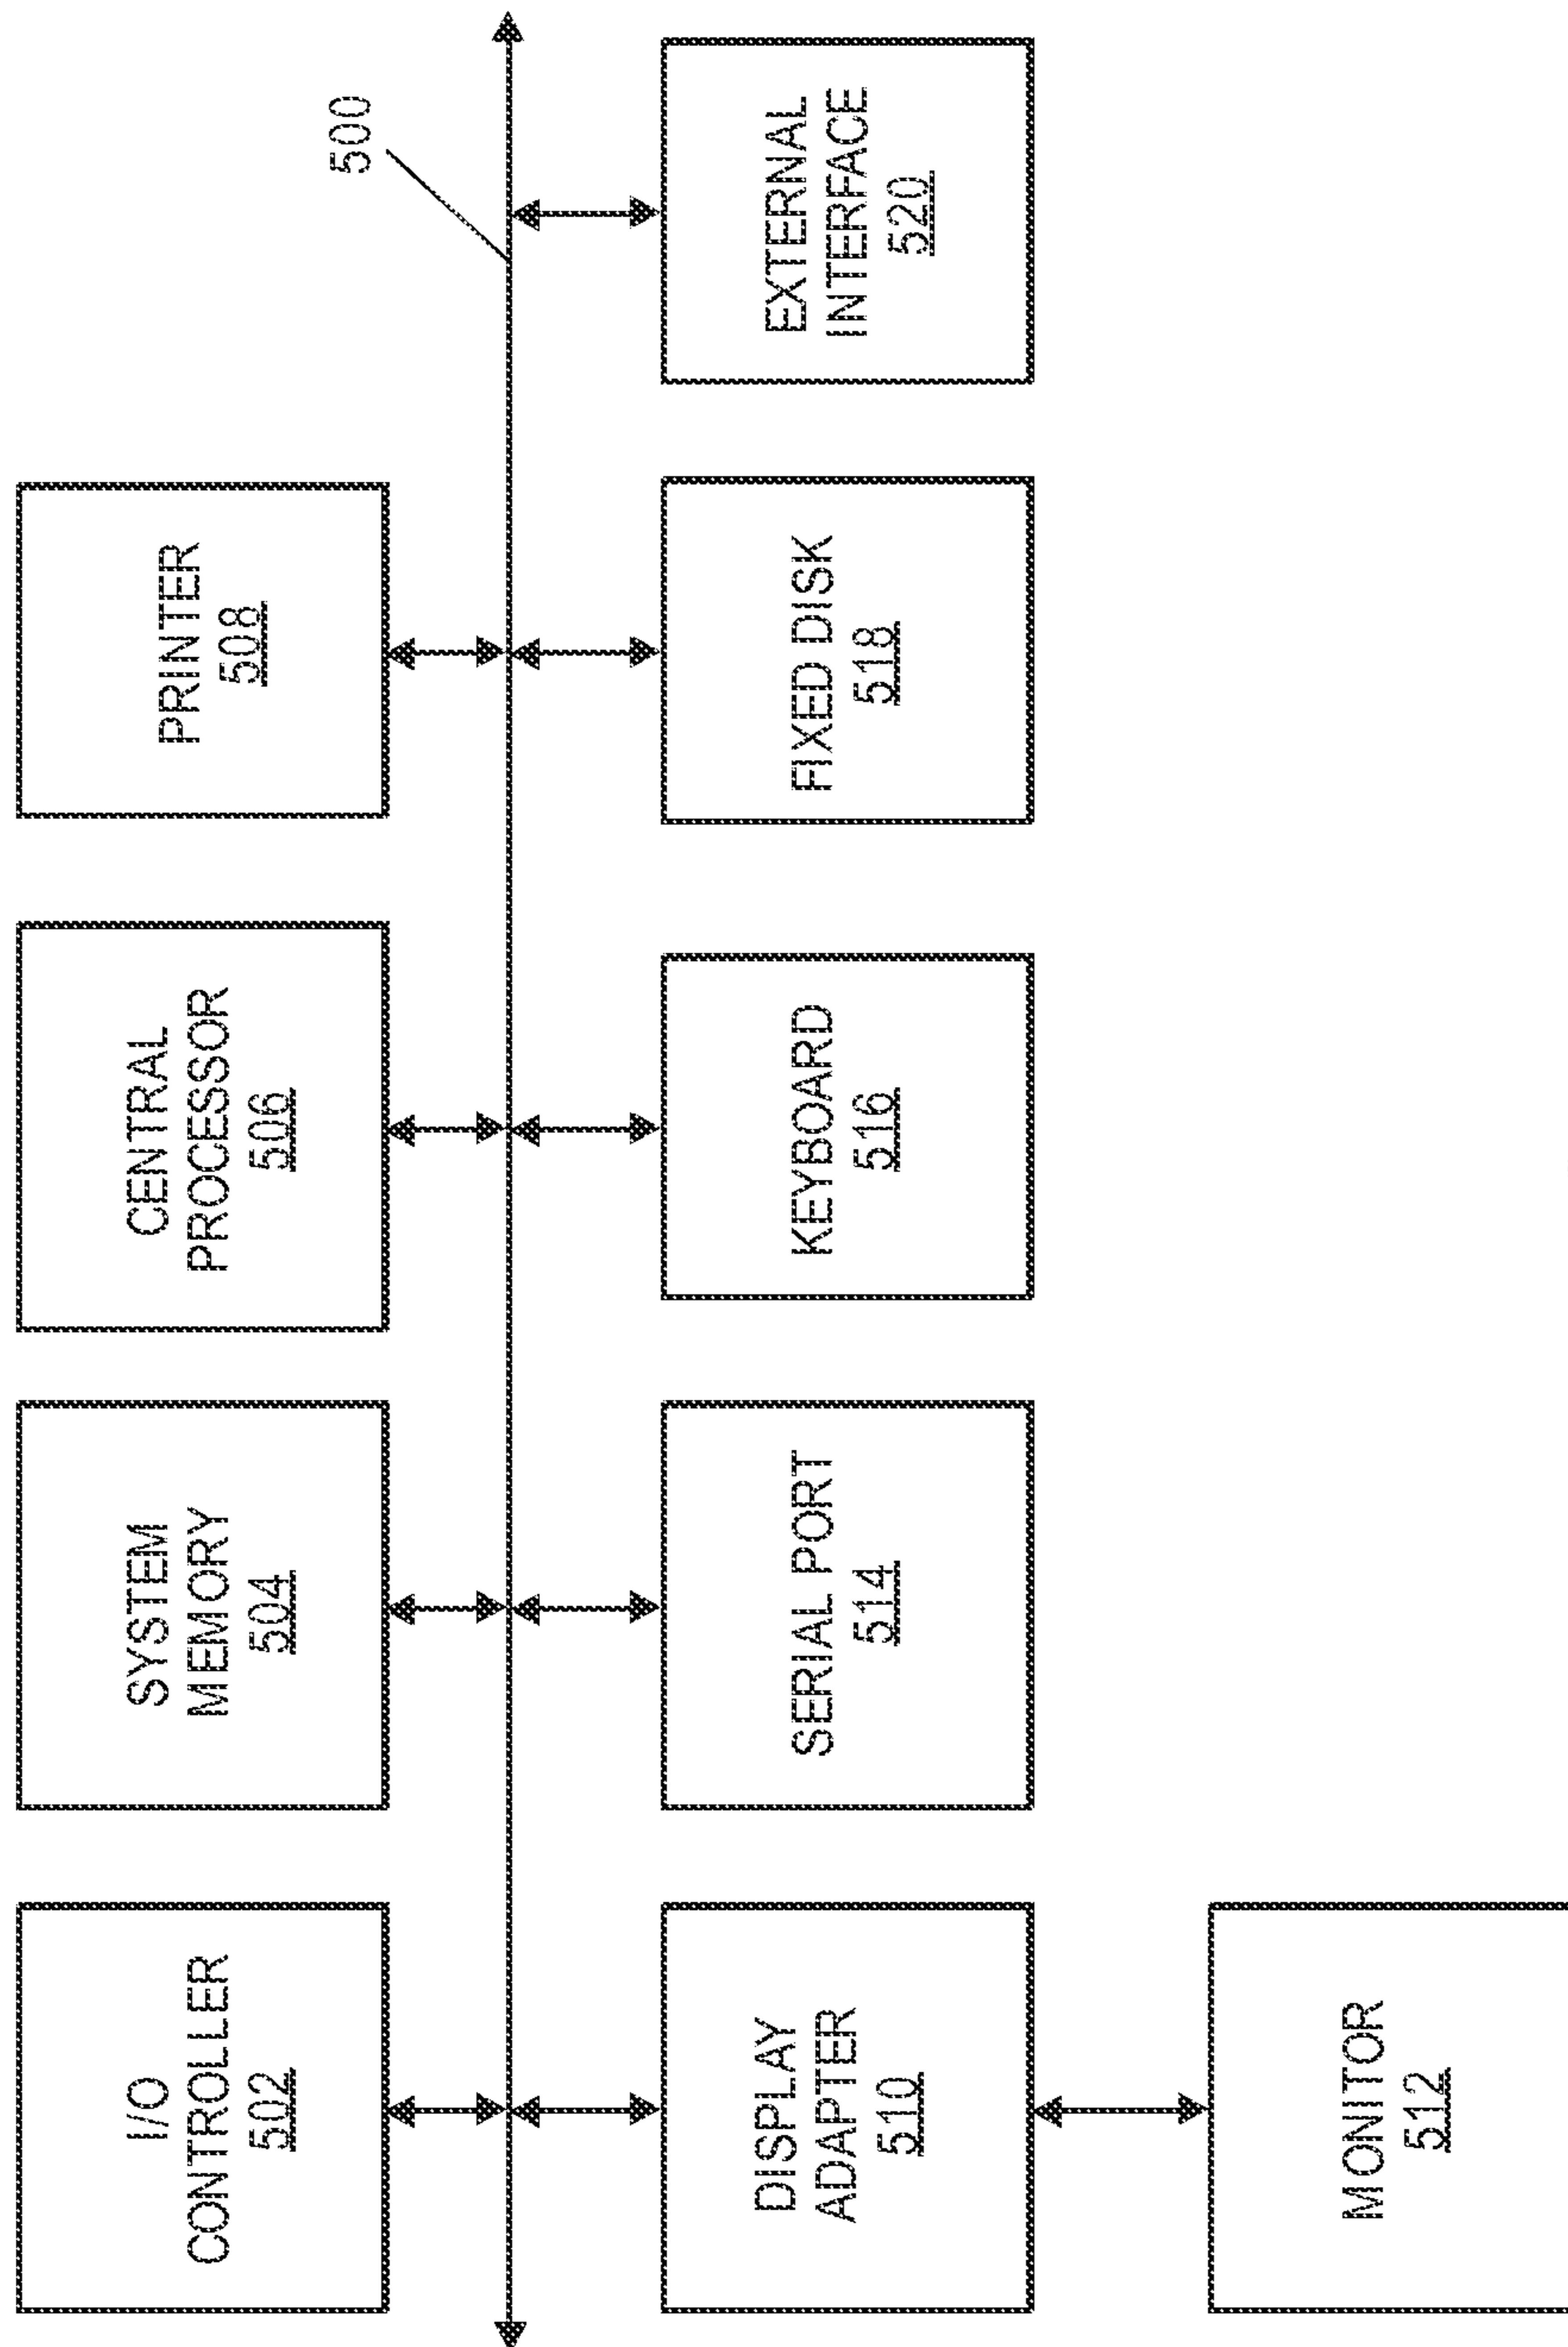 I/O
CONTROLLER
502
SYSTEM
MEMORY
504
CENTRAL
PROCESSOR
506
PRINTER
508
500
DISPLAY
ADAPTER
510
SERIAL PORT
514
KEYBOARD
516
FIXED DISK
518
EXTERNAL
INTERFACE
520
MONITOR
512